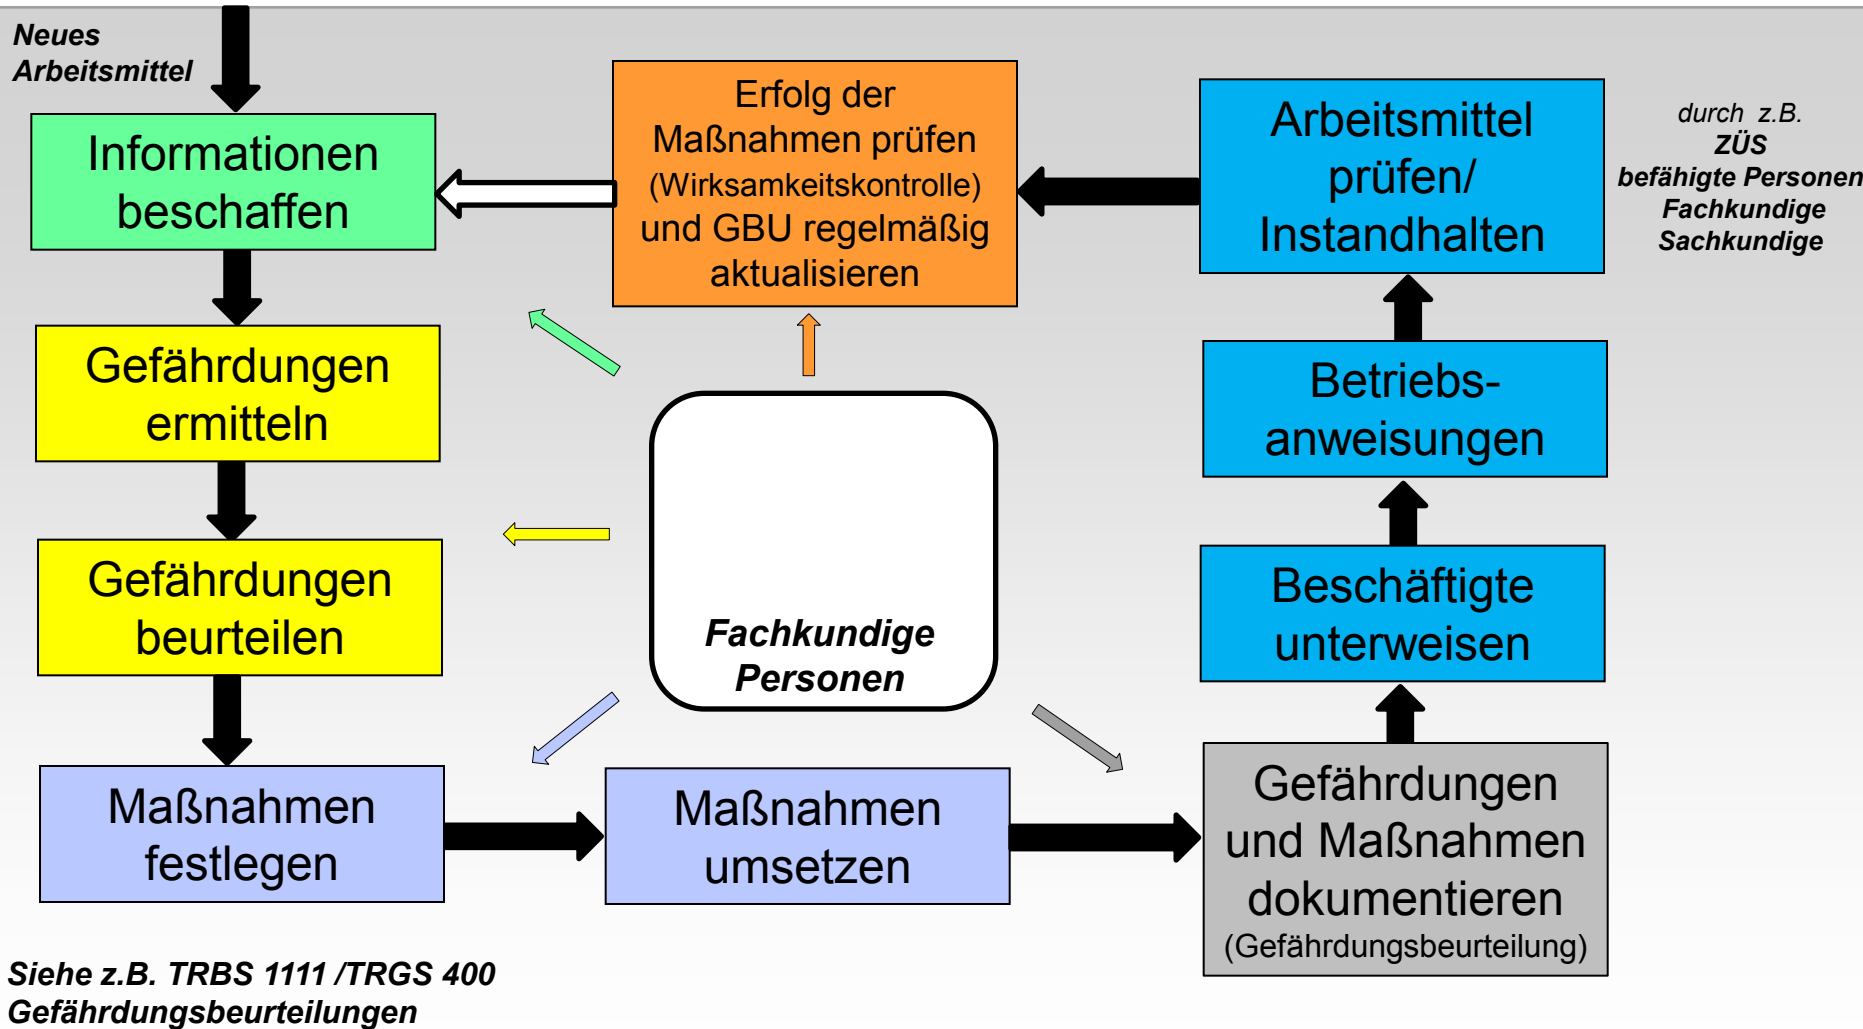 Neues
Arbeitsmittel
Informationen
beschaffen
Erfolg der
Maßnahmen prüfen
(Wirksamkeitskontrolle)
und GBU regelmäßig
aktualisieren
Arbeitsmittel
prüfen/
Instandhalten
durch z.B.
ZÜS
befähigte Personen
Fachkundige
Sachkundige
Gefährdungen
ermitteln
Betriebs-
anweisungen
Gefährdungen
beurteilen
Fachkundige
Personen
Beschäftigte
unterweisen
Maßnahmen
festlegen
Maßnahmen
umsetzen
Gefährdungen
und Maßnahmen
dokumentieren
(Gefährdungsbeurteilung)
Siehe z.B. TRBS 1111 /TRGS 400
Gefährdungsbeurteilungen